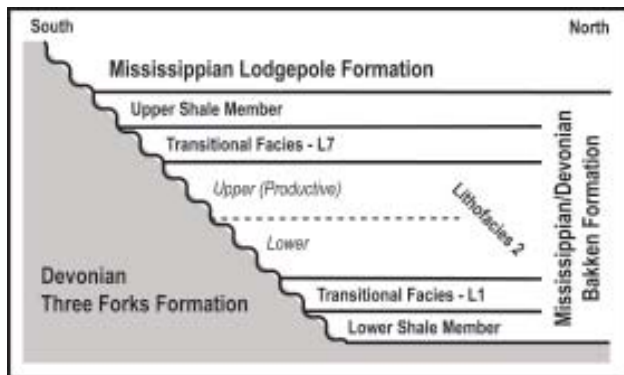 South
North
Mississippian Lodgepole Formation
Upper Shale Member
Transitional Facies - L7
Upper (Productive)
Lithofacies 2
Lower
Mississippian/Devonian
Bakken Formation
Devonian
Three Forks Formation
Transitional Facies - L1
Lower Shale Member